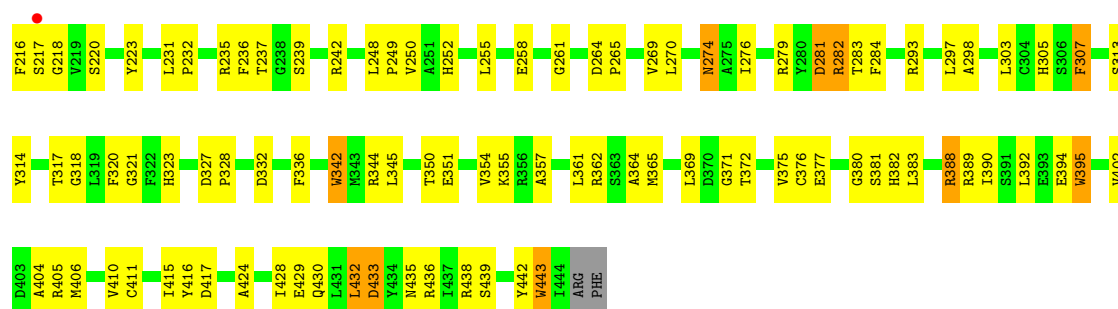 F216 S217 G218 V219 S220 Y223 L231 P232 R235 F236 T237 G238 S239 R242 L248 P249 V250 A251 H252 L255 E258 G261 D264 P265 V269 L270 N274 A275 I276 R279 Y280 D281 R282 T283 F284 R293 L297 A298 L303 C304 H305 S306 F307
Y314 T317 G318 L319 F320 G321 F322 H323 D327 P328 D332 F336 W342 M343 R344 L345 T350 E351 V354 K355 R356 A357 L361 R362 S363 A364 M365 L369 D370 G371 T372 V375 C376 E377 G380 S381 H382 L383 R388 R389 I390 S391 L392 E393 E394 W395
D403 A404 R405 M406 V410 C411 I415 Y416 D417 A424 I428 E429 Q430 L431 L432 D433 Y434 N435 R436 I437 R438 S439 Y442 W443 I444 ARG PHE